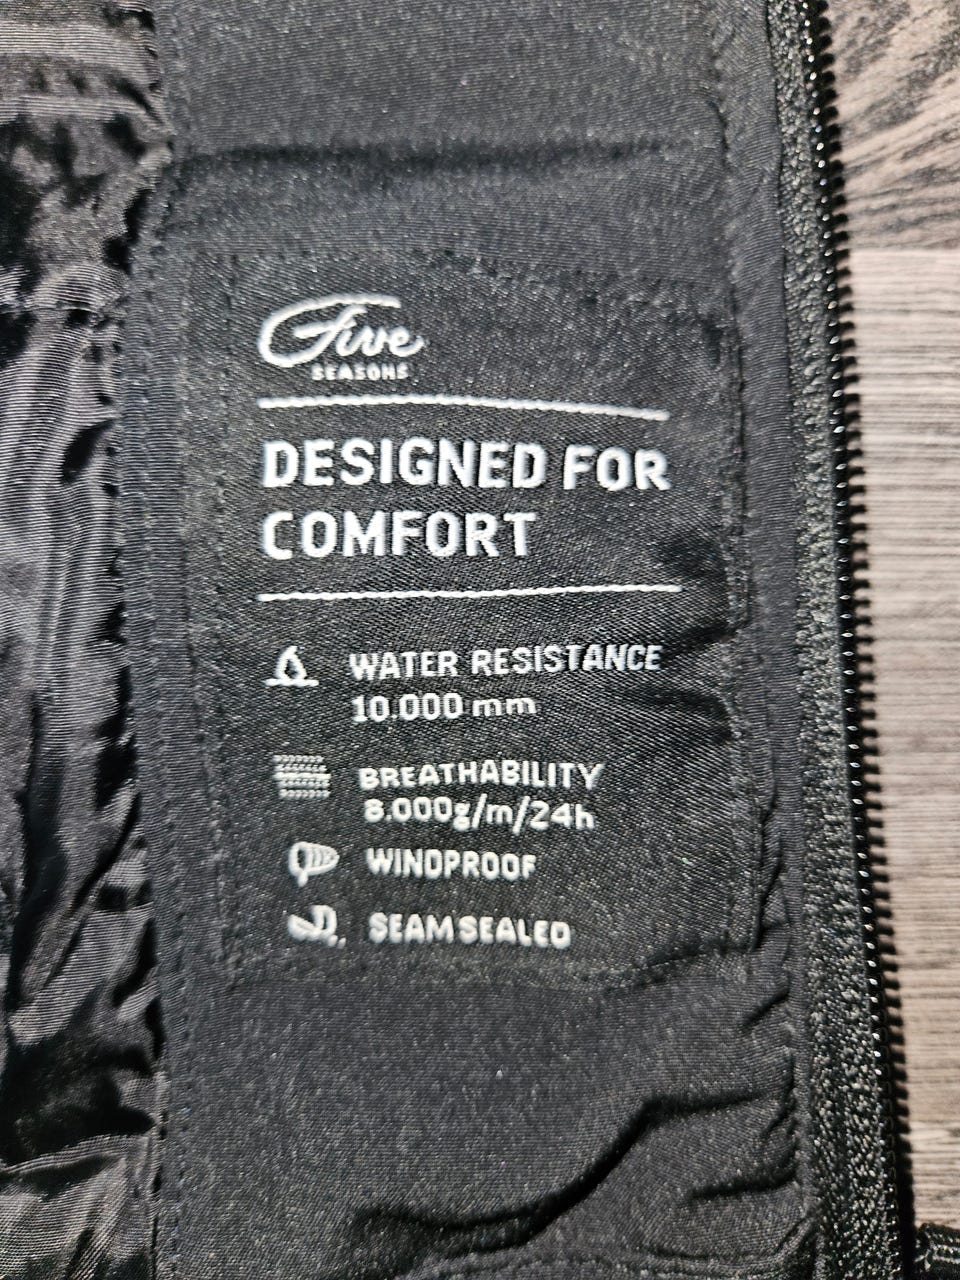 Five
SEASONS
DESIGNED FOR
COMFORT
WATER RESISTANCE
10.000 mm
BREATHABILITY
8.000g/m/24h
WINDPROOF
SEAM SEALED